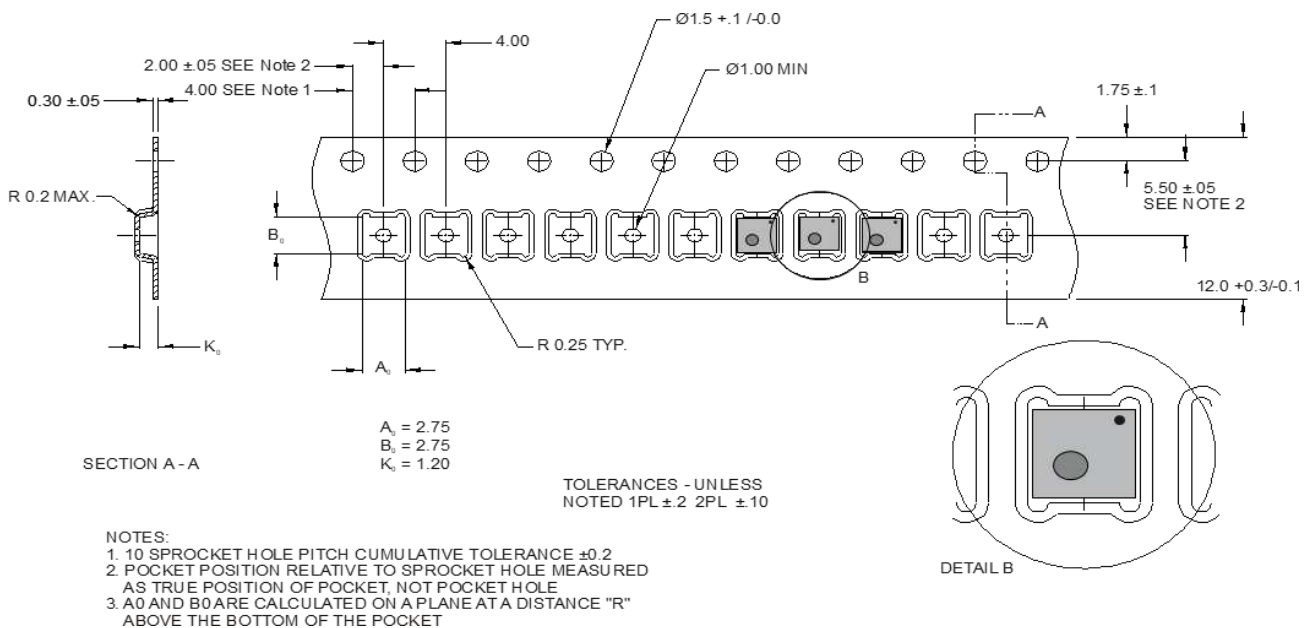 Ø1.5 +.1 /-0.0
4.00
2.00 ±.05 SEE Note 2
Ø1.00 MIN
4.00 SEE Note 1
1.75 ±.1
0.30 ±.05
A
R 0.2 MAX.
5.50 ±.05
SEE NOTE 2
B₀
B
12.0 +0.3/-0.1
A
K₀
R 0.25 TYP.
A₀
A₀ = 2.75
B₀ = 2.75
K₀ = 1.20
SECTION A - A
TOLERANCES - UNLESS
NOTED 1PL ±.2 2PL ±.10
DETAIL B
NOTES:
1. 10 SPROCKET HOLE PITCH CUMULATIVE TOLERANCE ±0.2
2. POCKET POSITION RELATIVE TO SPROCKET HOLE MEASURED
AS TRUE POSITION OF POCKET, NOT POCKET HOLE
3. A0 AND B0 ARE CALCULATED ON A PLANE AT A DISTANCE "R"
ABOVE THE BOTTOM OF THE POCKET